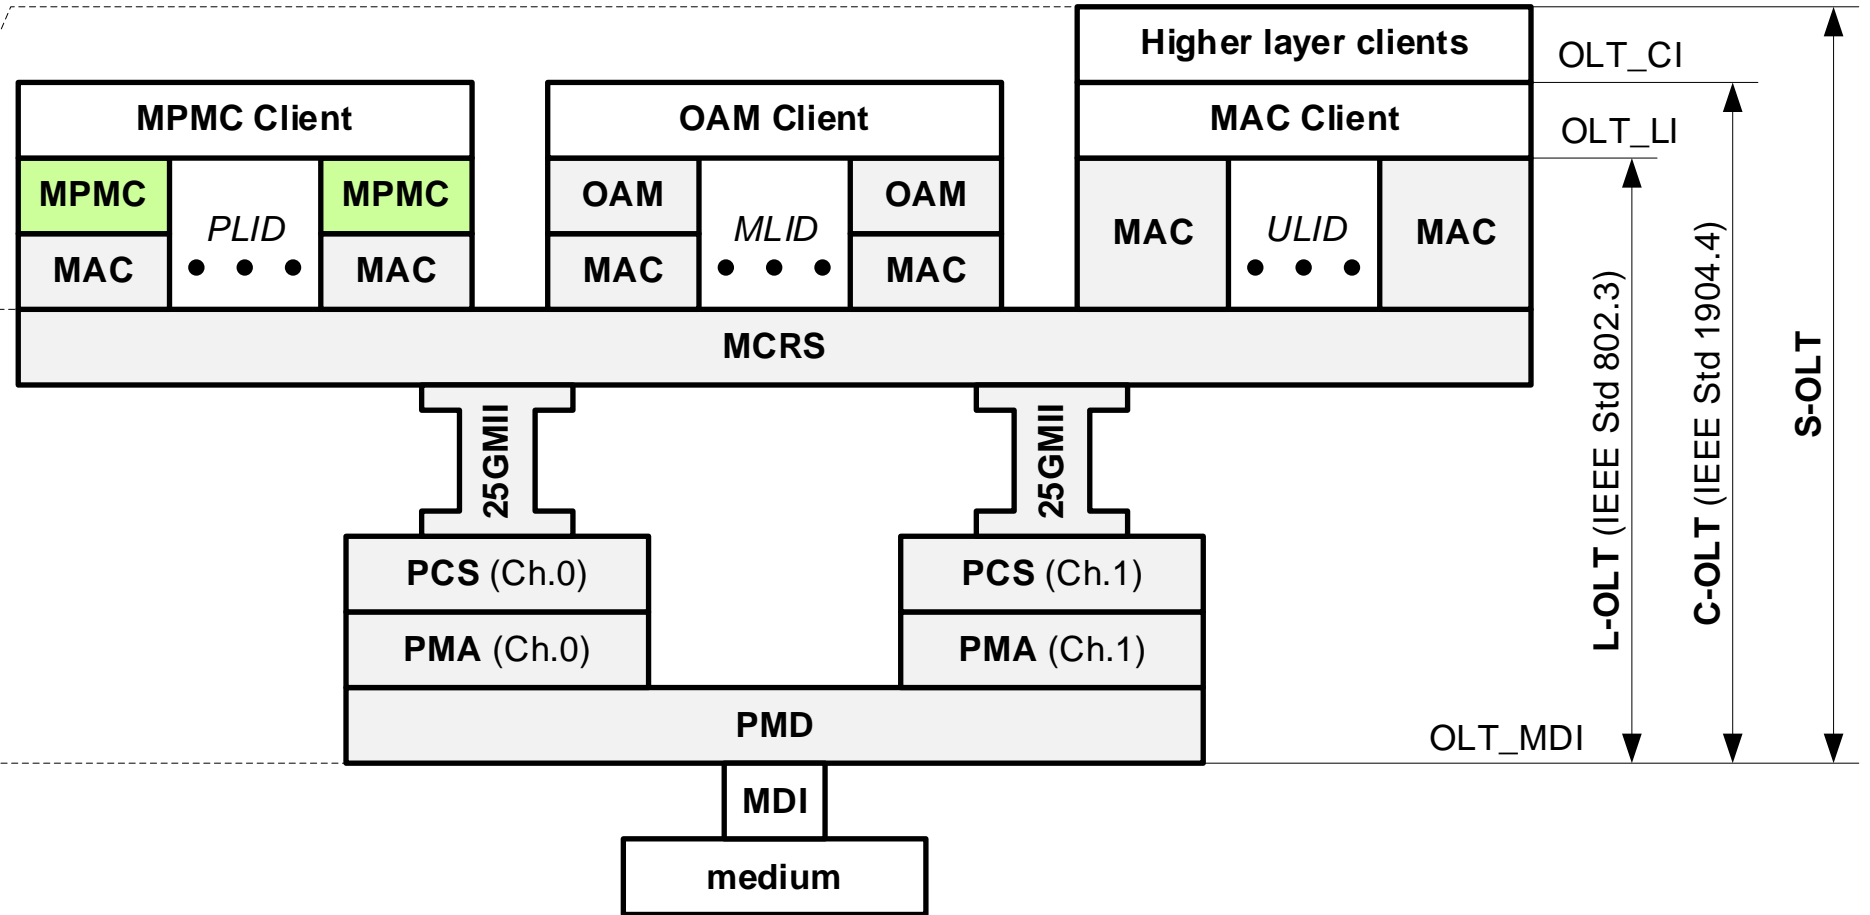 Higher layer clients
OLT_CI
MPMC Client
OAM Client
MAC Client
OLT_LI
MPMC
PLID
MPMC
OAM
MLID
OAM
MAC
ULID
MAC
MAC
MAC
MAC
MAC
MCRS
25GMII
25GMII
PCS (Ch.0)
PCS (Ch.1)
PMA (Ch.0)
PMA (Ch.1)
PMD
OLT_MDI
MDI
medium
L-OLT (IEEE Std 802.3)
C-OLT (IEEE Std 1904.4)
S-OLT